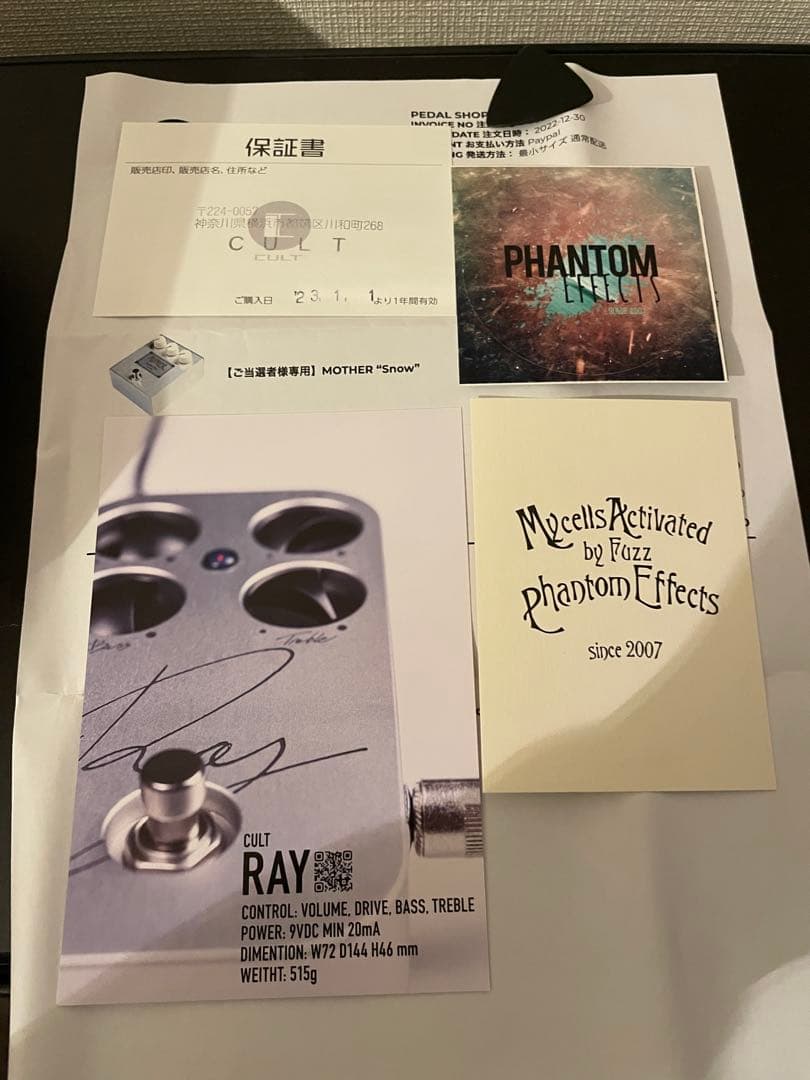 PEDAL SHOP
INVOICE NO 注
DATE 注文日時： 2022-12-30
NT お支払い方法 Paypal
G 発送方法： 最小サイズ 通常配送
保証書
販売店印、販売店名、住所など
〒224-0057
神奈川県横浜市都筑区川和町268
CULT
CULT
ご購入日 '23.1.1より1年間有効
PHANTOM
EFFECTS
SINCE 2007
【ご当選者様専用】MOTHER “Snow”
Mycells Activated
by Fuzz
Phantom Effects
since 2007
Bass
Treble
Ray
CULT
RAY
CONTROL: VOLUME, DRIVE, BASS, TREBLE
POWER: 9VDC MIN 20mA
DIMENTION: W72 D144 H46 mm
WEITHT: 515g